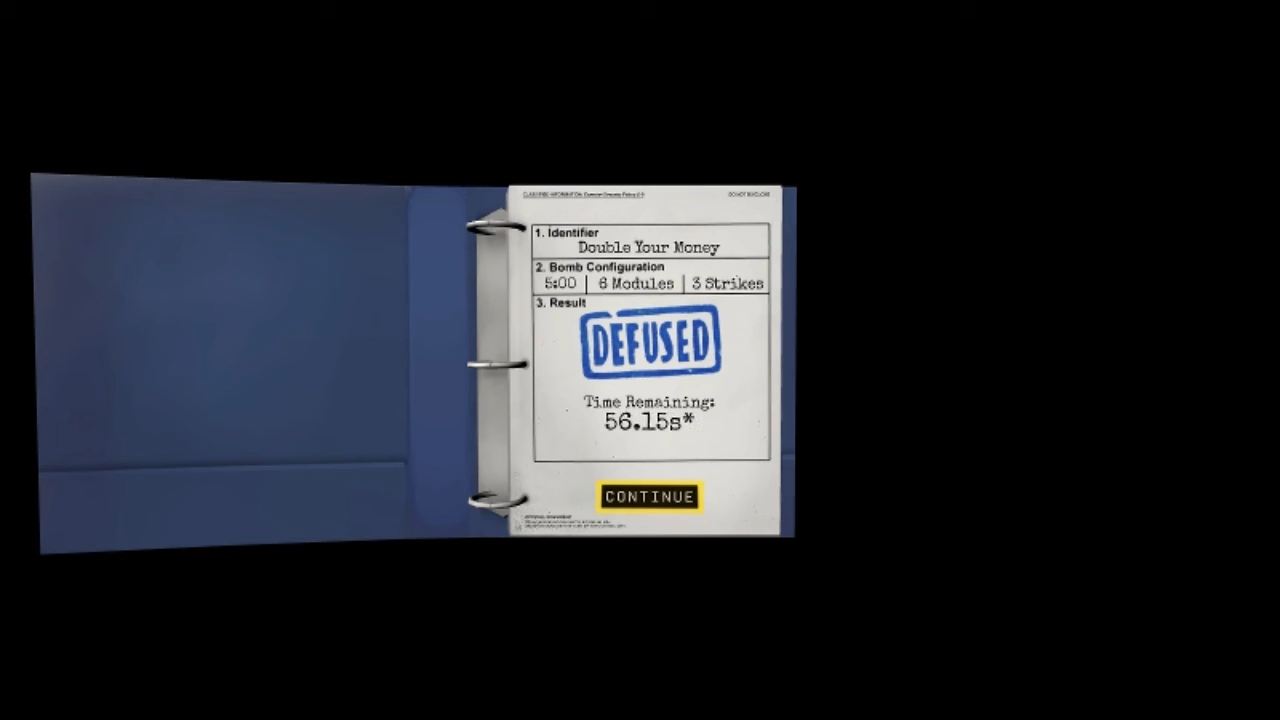 1. Identifier
Double Your Money
2. Bomb Configuration
5:00 6 Modules 3 Strikes
3. Result
DEFUSED
Time Remaining:
56.15s*
CONTINUE